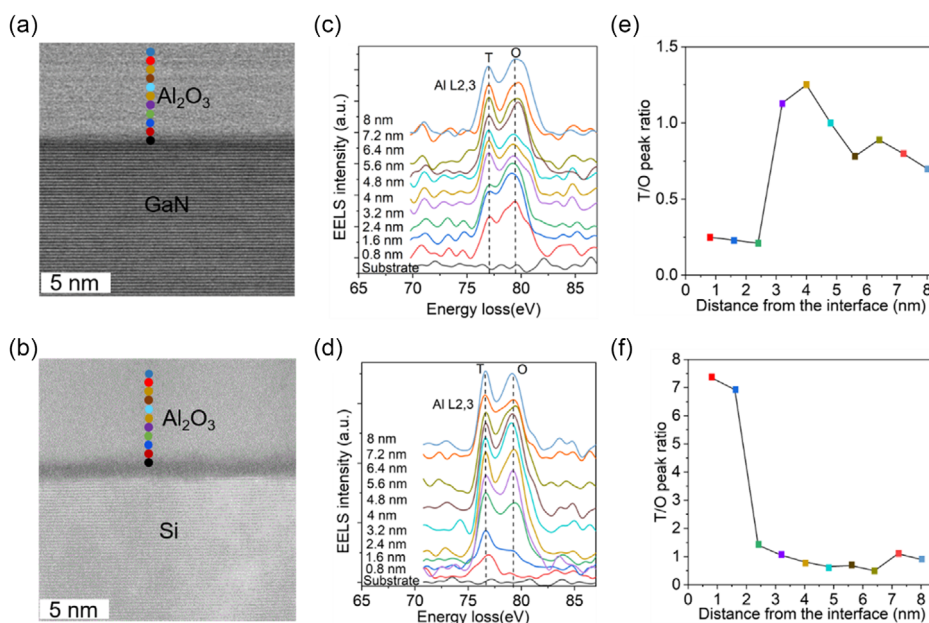 (a)
Al2O3
GaN
5 nm
(c)
T
O
Al L2,3
8 nm
7.2 nm
6.4 nm
5.6 nm
4.8 nm
4 nm
3.2 nm
2.4 nm
1.6 nm
0.8 nm
Substrate
EELS intensity (a.u.)
65 70 75 80 85
Energy loss(eV)
(e)
T/O peak ratio
1.5
1.0
0.5
0.0
0 1 2 3 4 5 6 7 8
Distance from the interface (nm)
(b)
Al2O3
Si
5 nm
(d)
T
O
Al L2,3
8 nm
7.2 nm
6.4 nm
5.6 nm
4.8 nm
4 nm
3.2 nm
2.4 nm
1.6 nm
0.8 nm
Substrate
EELS intensity (a.u.)
65 70 75 80 85
Energy loss(eV)
(f)
T/O peak ratio
8
7
6
5
4
3
2
1
0
0 1 2 3 4 5 6 7 8
Distance from the interface (nm)